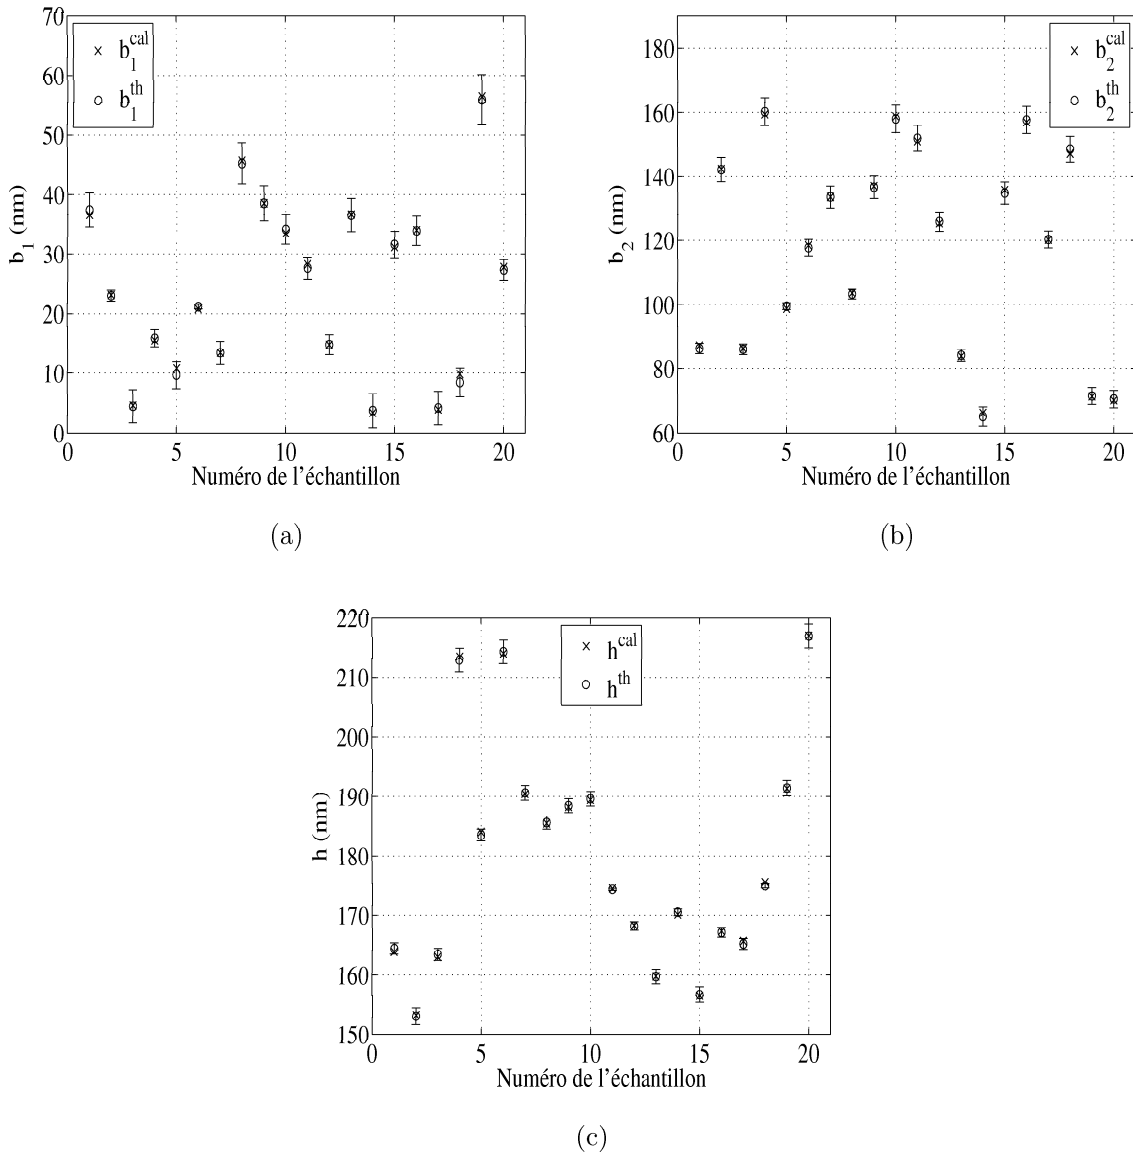 70
60
50
40
30
20
10
0
b1 (nm)
b1cal
b1th
0 5 10 15 20
Numéro de l'échantillon
(a)
180
160
140
120
100
80
60
b2 (nm)
b2cal
b2th
0 5 10 15 20
Numéro de l'échantillon
(b)
220
210
200
190
180
170
160
150
h (nm)
hcal
hth
0 5 10 15 20
Numéro de l'échantillon
(c)